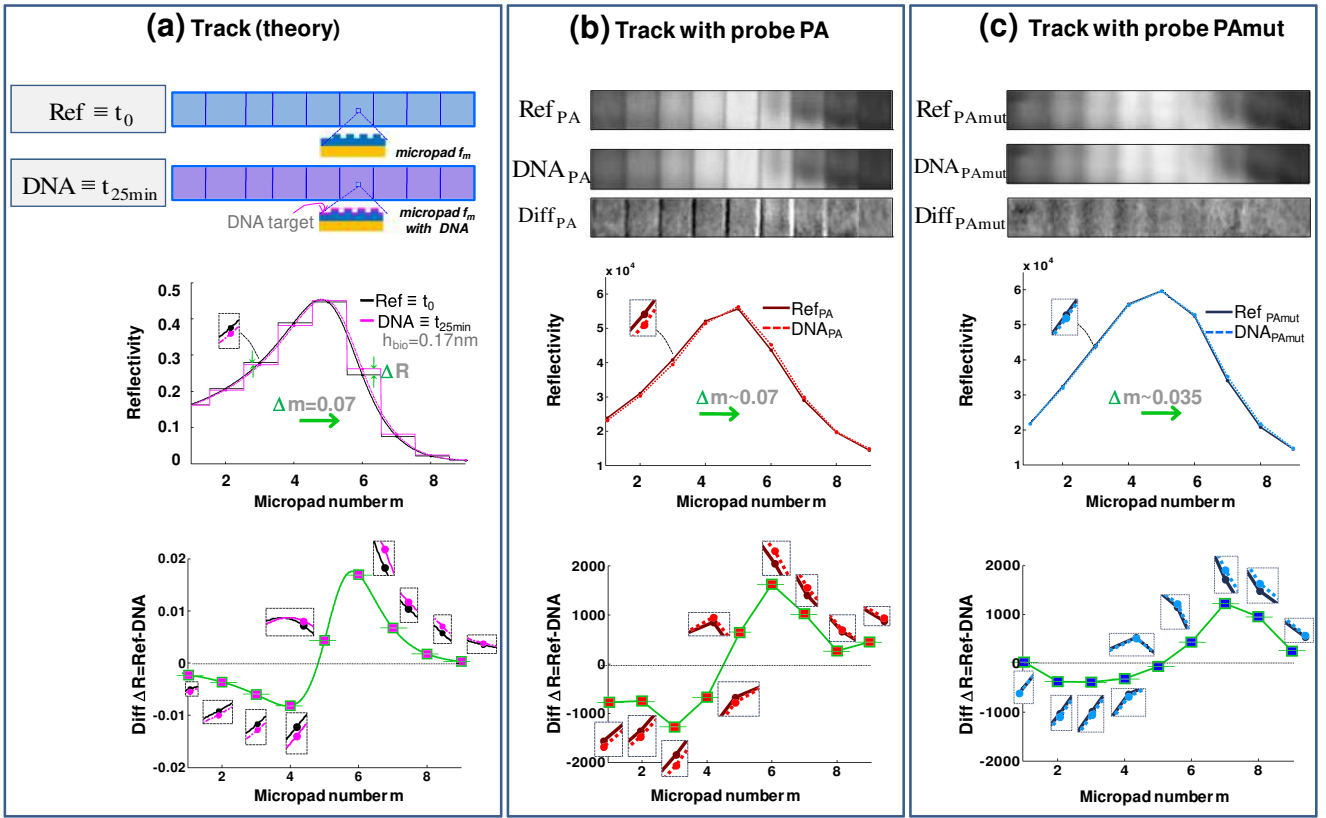 (a) Track (theory)
Ref ≡ t0
micropad fm
DNA ≡ t25min
DNA target
micropad fm
with DNA
Reflectivity
0.5
0.4
0.3
0.2
0.1
0
Ref ≡ t0
DNA ≡ t25min
hbio=0.17nm
ΔR
Δ m=0.07
2 4 6 8
Micropad number m
Diff Δ R=Ref-DNA
0.02
0.01
0
-0.01
-0.02
2 4 6 8
Micropad number m
(b) Track with probe PA
RefPA
DNAPA
DiffPA
x 10^4
Reflectivity
6
5
4
3
2
1
RefPA
DNAPA
Δ m~0.07
2 4 6 8
Micropad number m
Diff Δ R=Ref-DNA
2000
1000
0
-1000
-2000
2 4 6 8
Micropad number m
(c) Track with probe PAmut
RefPAmut
DNAPAmut
DiffPAmut
x 10^4
Reflectivity
6
5
4
3
2
1
Ref PAmut
DNAPAmut
Δ m~0.035
2 4 6 8
Micropad number m
Diff Δ R=Ref-DNA
2000
1000
0
-1000
-2000
2 4 6 8
Micropad number m